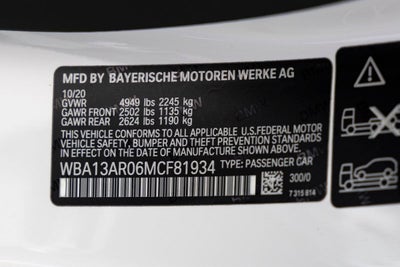 MFD BY BAYERISCHE MOTOREN WERKE AG
10/20
GVWR 4949 lbs 2245 kg
GAWR FRONT 2502 lbs 1135 kg
GAWR REAR 2624 lbs 1190 kg
THIS VEHICLE CONFORMS TO ALL APPLICABLE
U.S.FEDERAL MOTOR VEHICLE SAFETY, BUMPER AND THEFT
PREVENTION STANDARDS IN EFFECT ON THE DATE OF
MANUFACTURE SHOWN ABOVE.
WBA13AR06MCF81934
TYPE: PASSENGER CAR
300/0
7 315 814